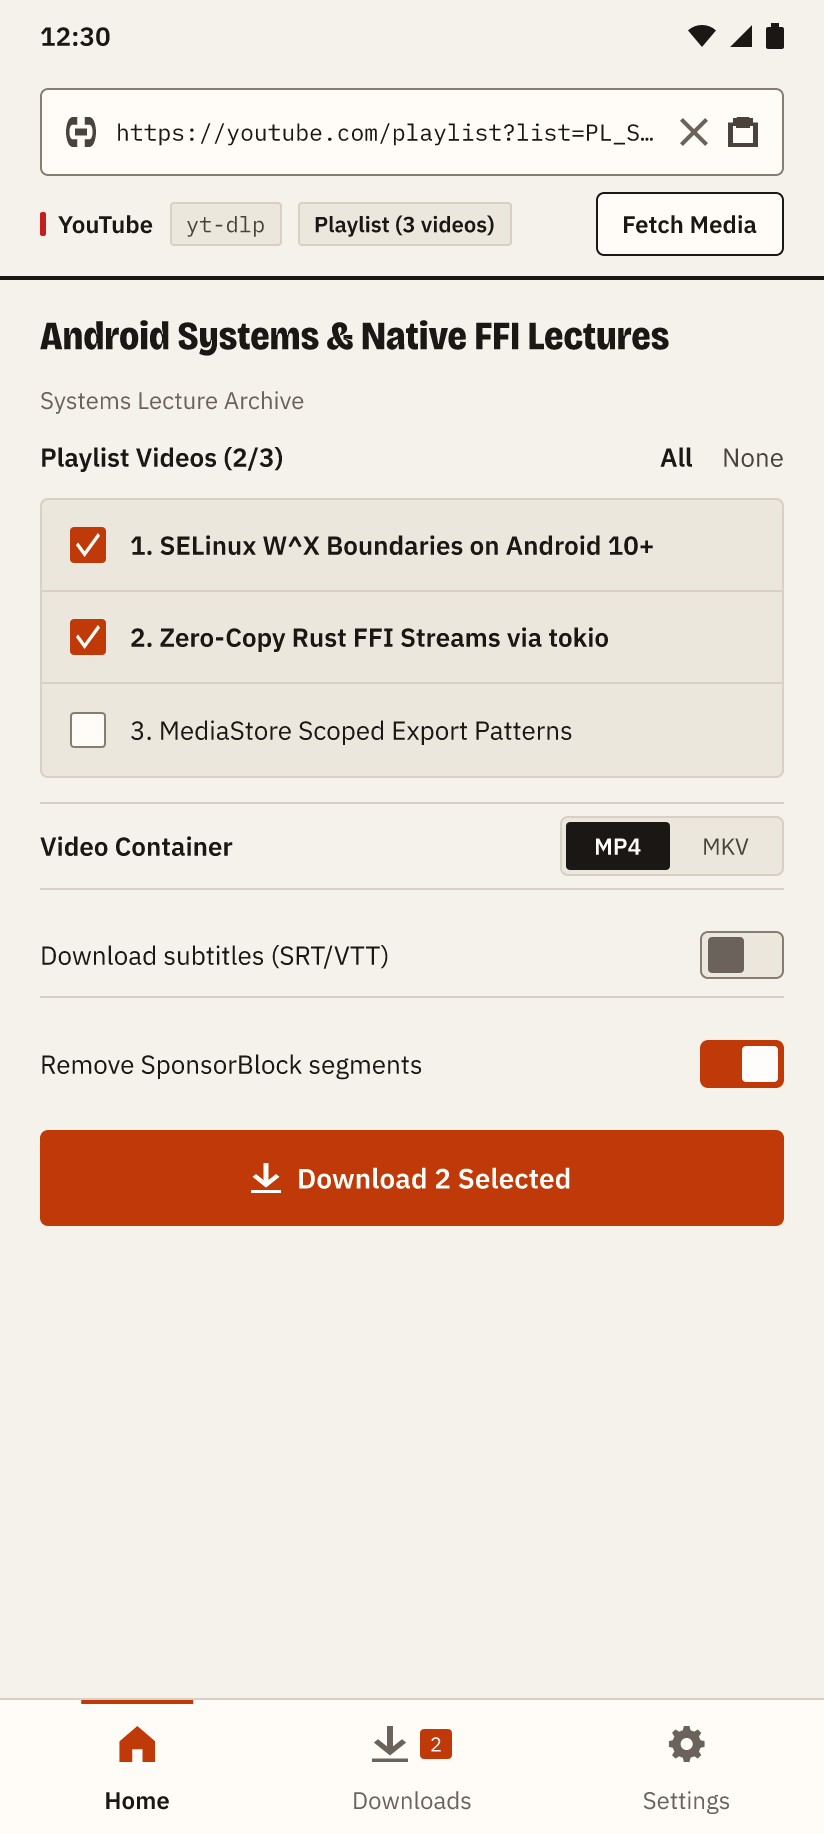 12:30
https://youtube.com/playlist?list=PL_S…
YouTube yt-dlp Playlist (3 videos) Fetch Media
Android Systems & Native FFI Lectures
Systems Lecture Archive
Playlist Videos (2/3) All None
1. SELinux W^X Boundaries on Android 10+
2. Zero-Copy Rust FFI Streams via tokio
3. MediaStore Scoped Export Patterns
Video Container MP4 MKV
Download subtitles (SRT/VTT)
Remove SponsorBlock segments
Download 2 Selected
2
Home Downloads Settings